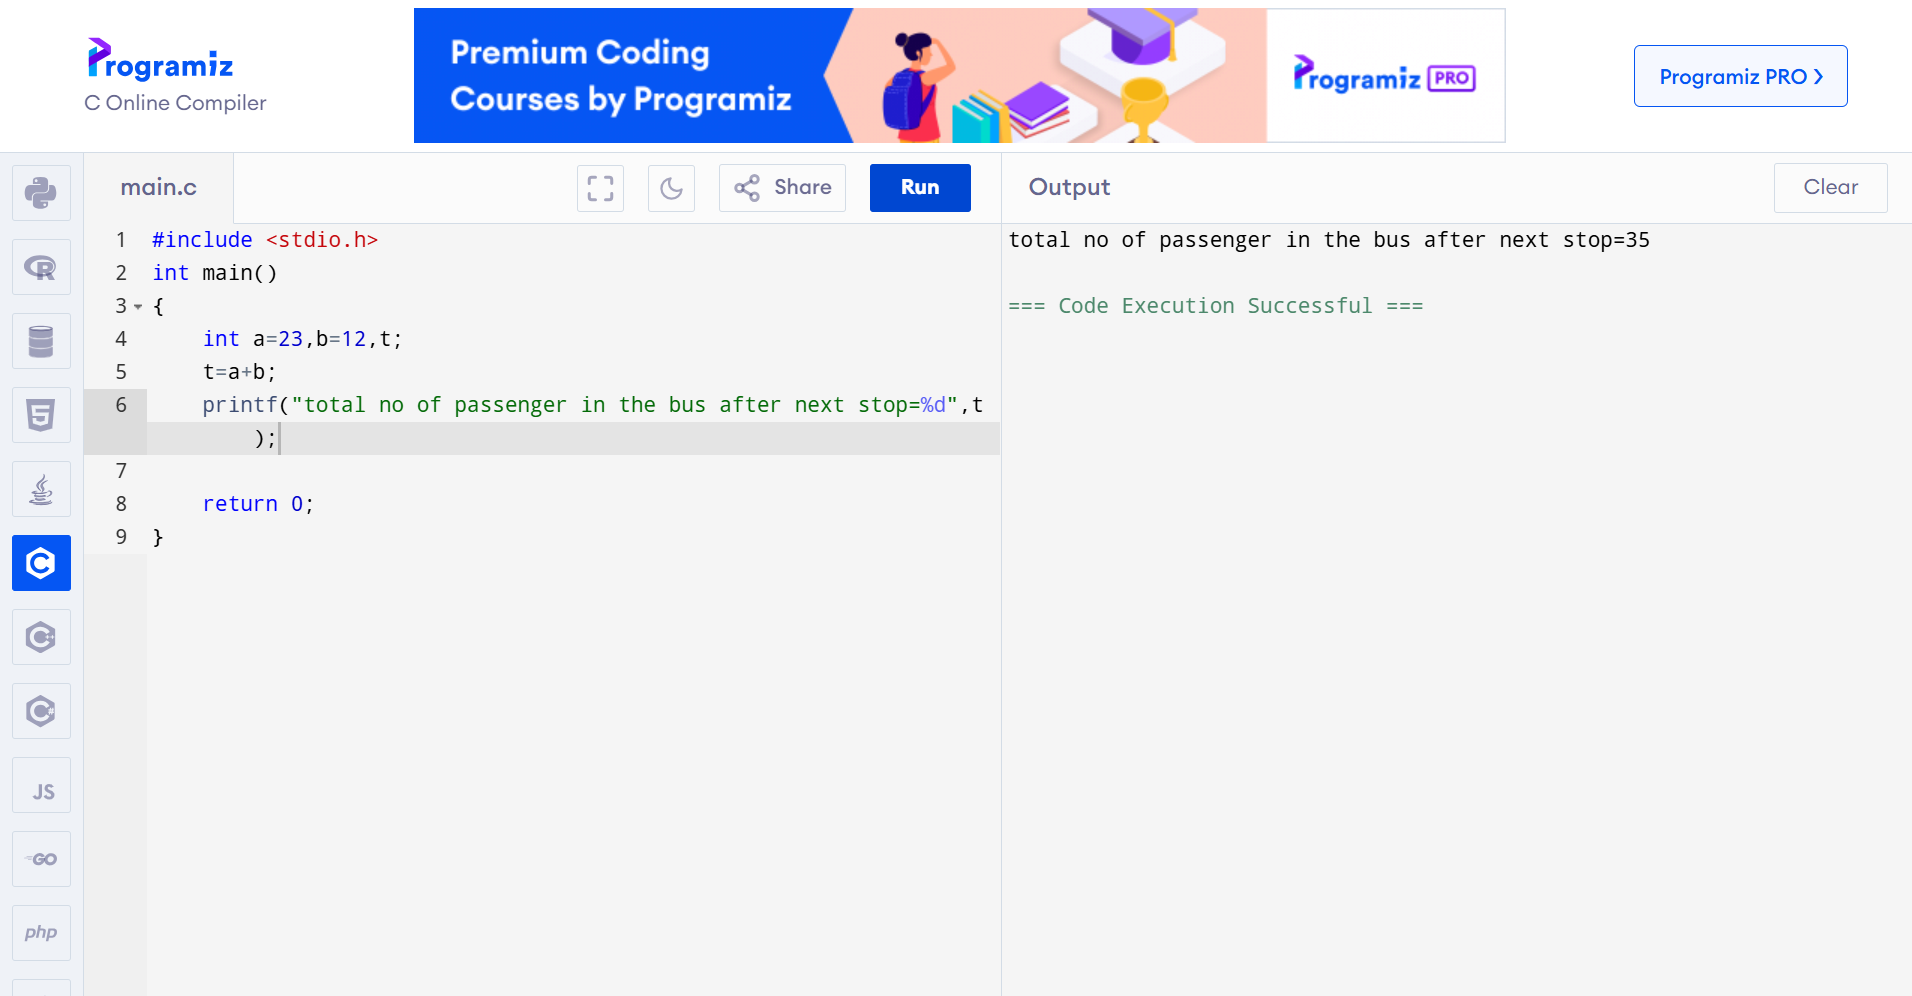 Programiz
C Online Compiler
Premium Coding
Courses by Programiz
Programiz PRO
Programiz PRO ❯
main.c
Share
Run
Output
Clear
1 #include <stdio.h>
2 int main()
3 {
4 int a=23,b=12,t;
5 t=a+b;
6 printf("total no of passenger in the bus after next stop=%d",t
);
7
8 return 0;
9 }
total no of passenger in the bus after next stop=35
=== Code Execution Successful ===
R
5
C
C++
C#
JS
GO
php